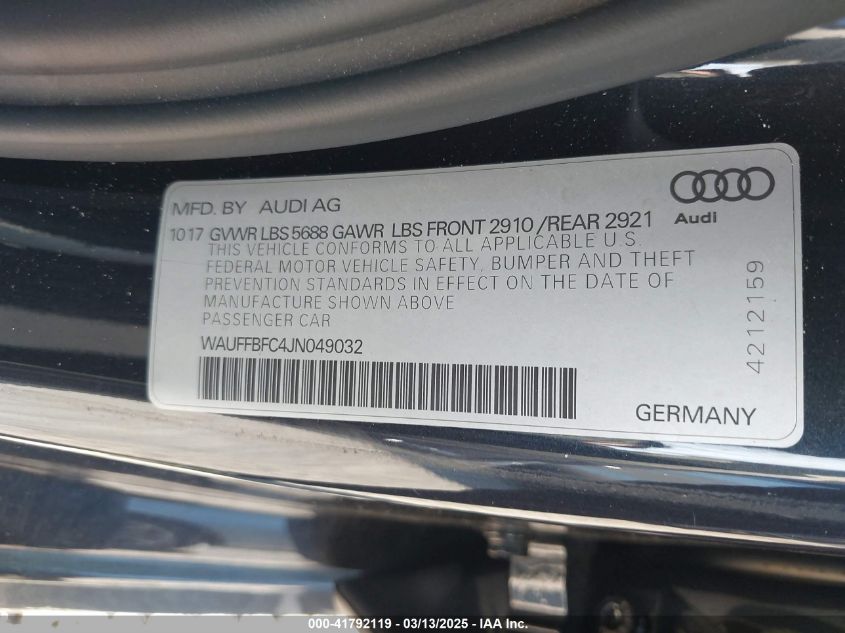 MFD. BY AUDI AG
1017 GVWR LBS 5688 GAWR LBS FRONT 2910 /REAR 2921
THIS VEHICLE CONFORMS TO ALL APPLICABLE U.S.
FEDERAL MOTOR VEHICLE SAFETY, BUMPER AND THEFT
PREVENTION STANDARDS IN EFFECT ON THE DATE OF
MANUFACTURE SHOWN ABOVE
PASSENGER CAR
WAUFFBFC4JN049032
Audi
4212159
GERMANY
000-41792119 - 03/13/2025 - IAA Inc.